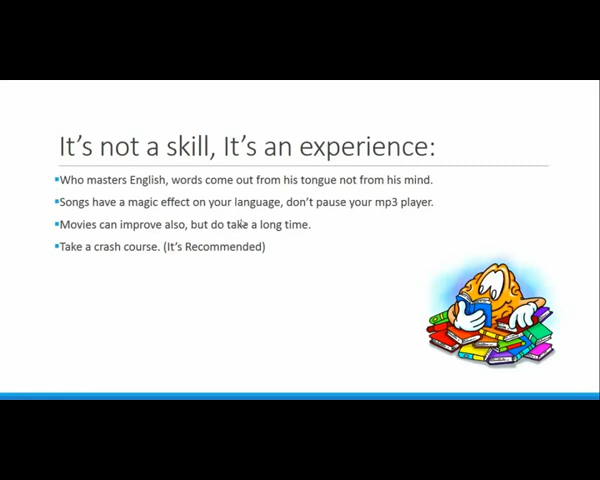 It's not a skill, It's an experience:
▪Who masters English, words come out from his tongue not from his mind.
▪Songs have a magic effect on your language, don't pause your mp3 player.
▪Movies can improve also, but do take a long time.
▪Take a crash course. (It's Recommended)